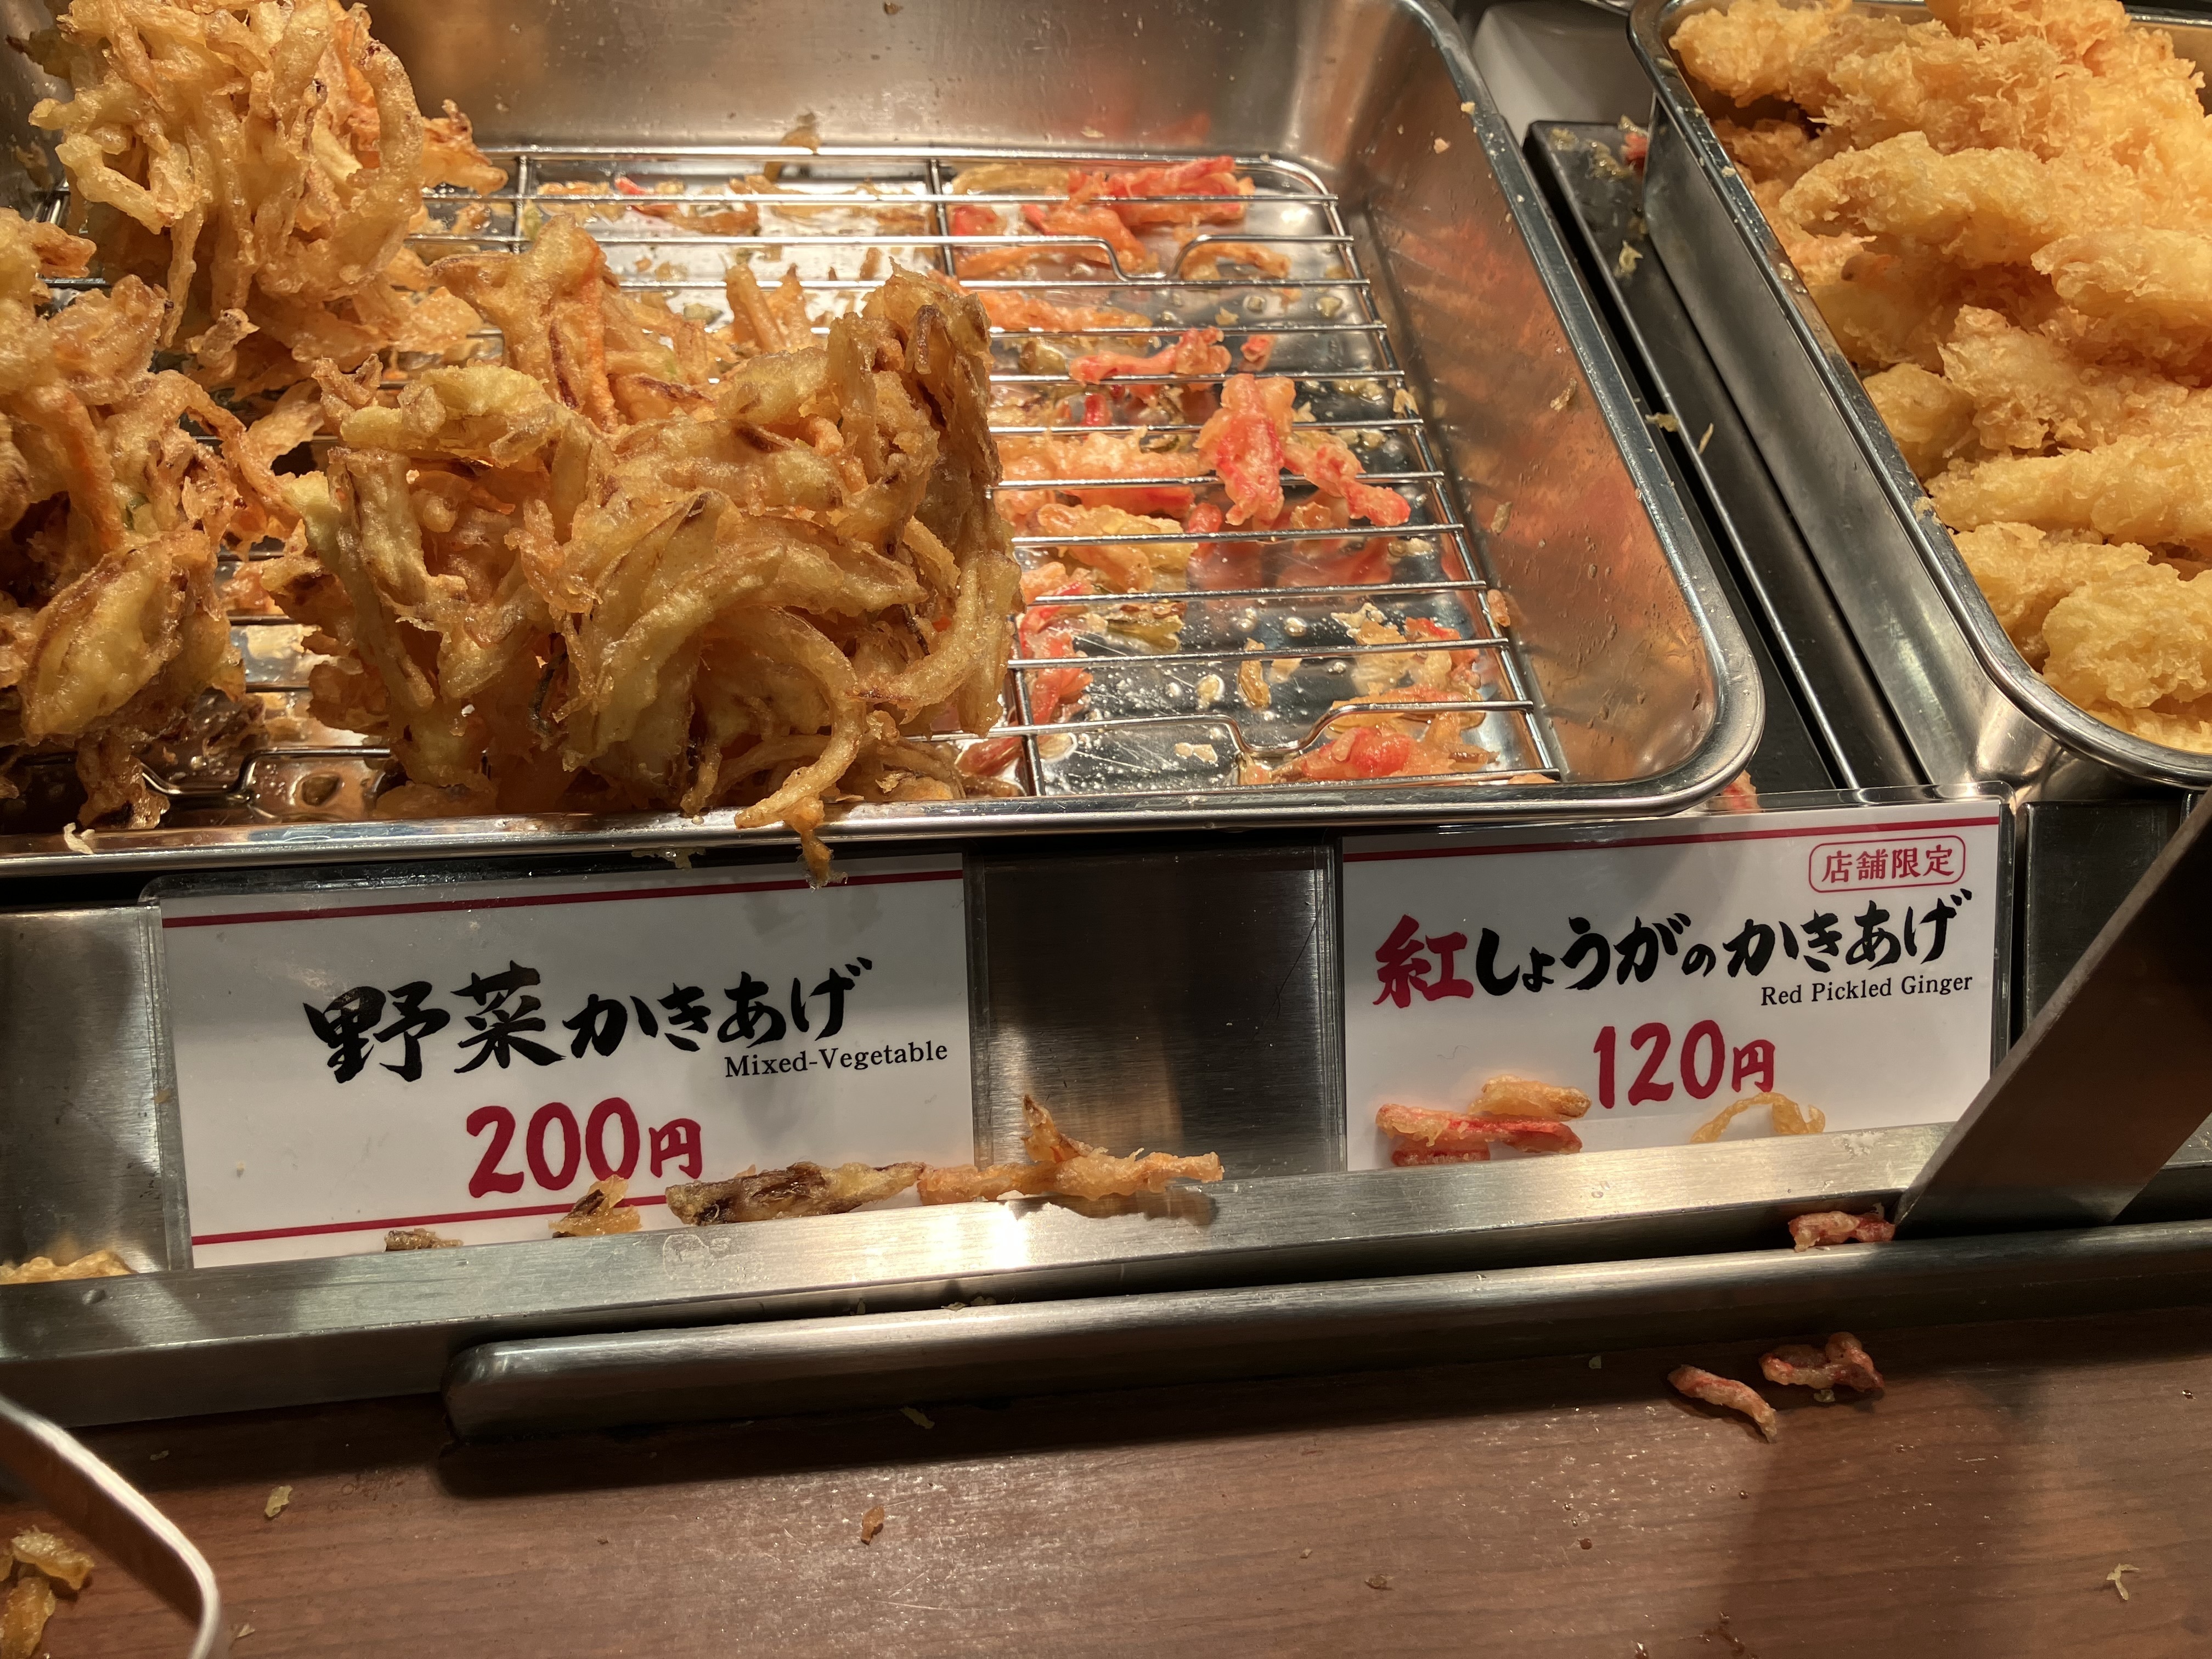 野菜かきあげ
Mixed-Vegetable
200円
店舗限定
紅しょうがのかきあげ
Red Pickled Ginger
120円